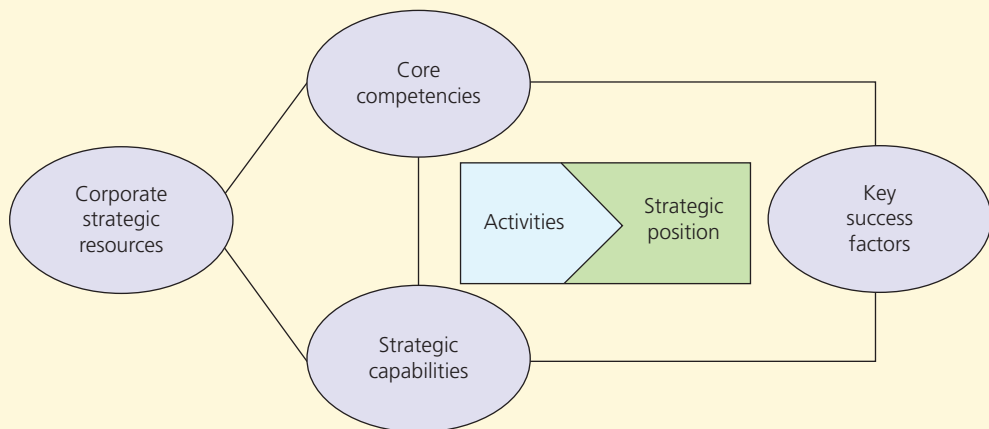 Core
competencies
Corporate
strategic
resources
Activities
Strategic
position
Key
success
factors
Strategic
capabilities